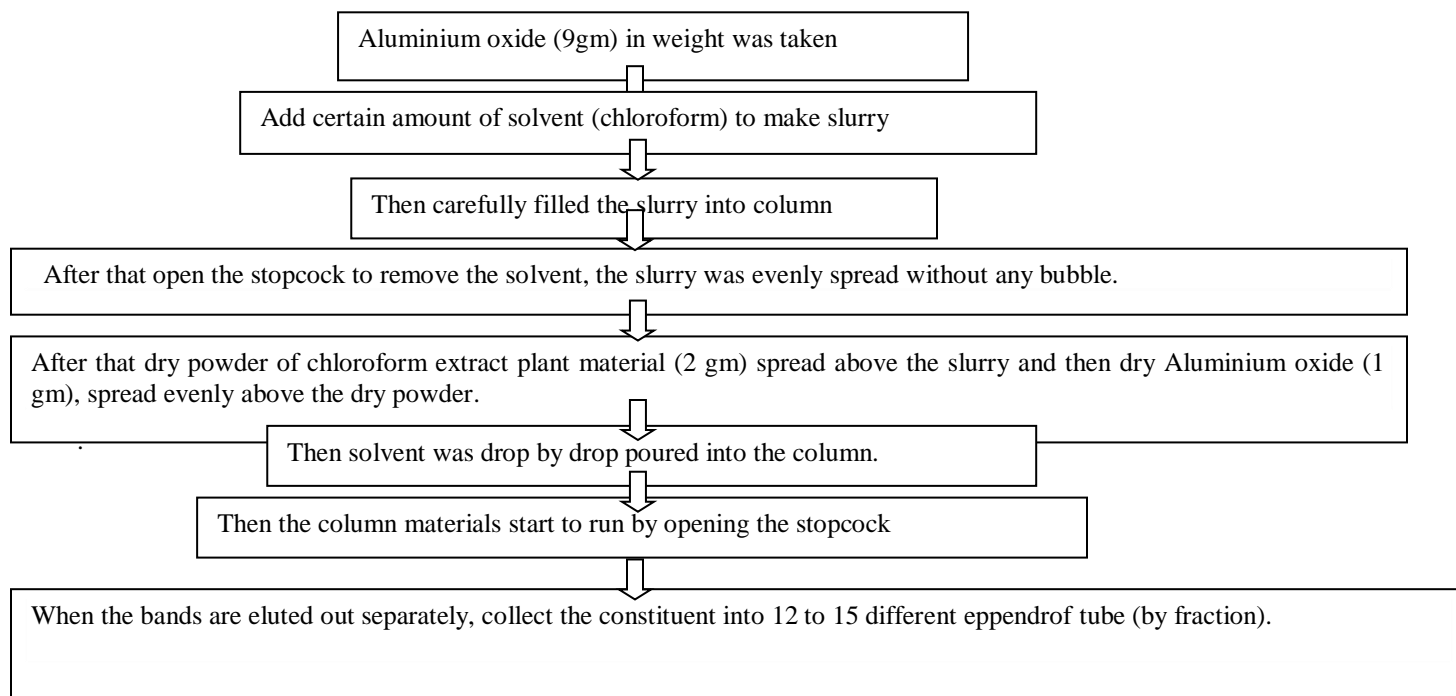 Aluminium oxide (9gm) in weight was taken
Add certain amount of solvent (chloroform) to make slurry
Then carefully filled the slurry into column
After that open the stopcock to remove the solvent, the slurry was evenly spread without any bubble.
After that dry powder of chloroform extract plant material (2 gm) spread above the slurry and then dry Aluminium oxide (1
gm), spread evenly above the dry powder.
.
Then solvent was drop by drop poured into the column.
Then the column materials start to run by opening the stopcock
When the bands are eluted out separately, collect the constituent into 12 to 15 different eppendrof tube (by fraction).